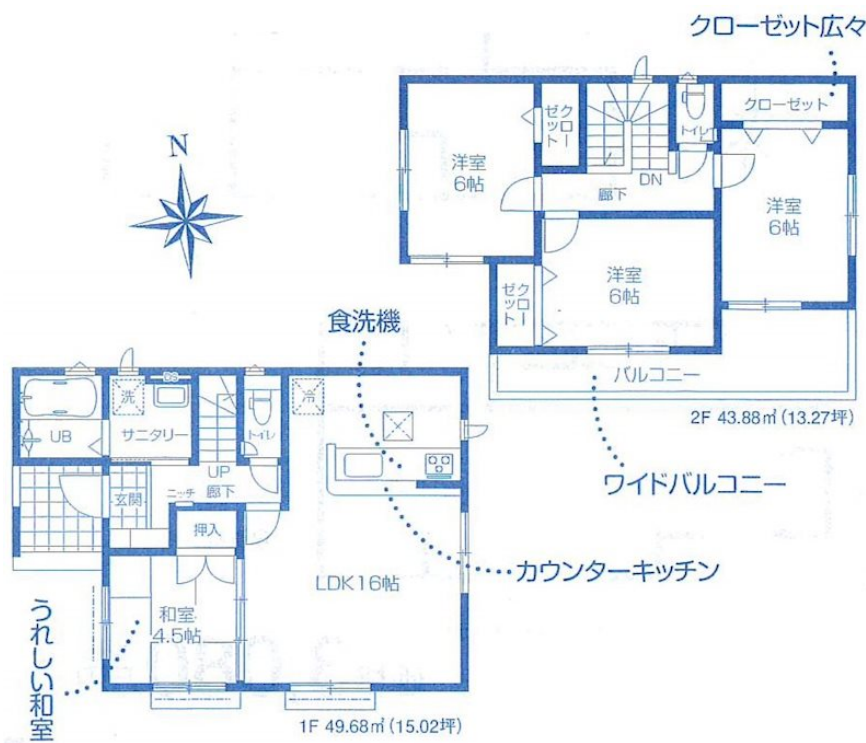 クローゼット広々
クローゼット
クローゼット
トイレ
洋室
6帖
DN
廊下
洋室
6帖
N
洋室
6帖
クローゼット
食洗機
バルコニー
2F 43.88㎡(13.27坪)
ワイドバルコニー
洗
DS
冷
UB
サニタリー
トイレ
UP
廊下
玄関
ニッチ
押入
カウンターキッチン
LDK16帖
和室
4.5帖
うれしい和室
1F 49.68㎡(15.02坪)